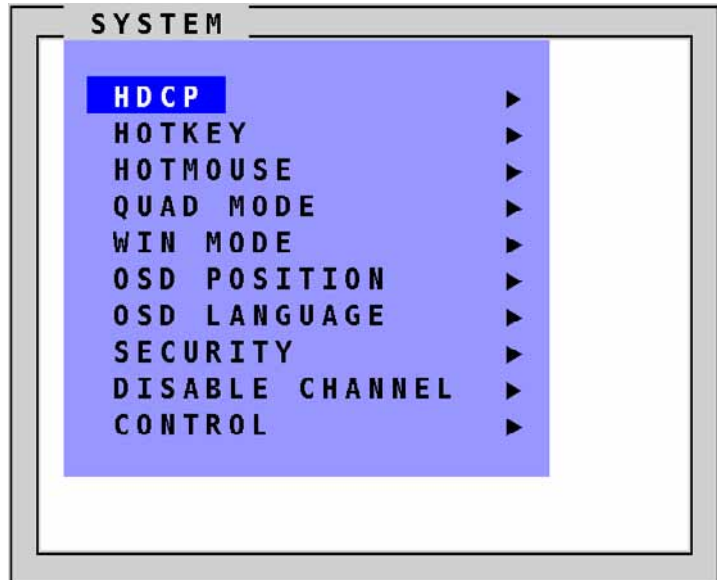 SYSTEM
HDCP
HOTKEY
HOTMOUSE
QUAD MODE
WIN MODE
OSD POSITION
OSD LANGUAGE
SECURITY
DISABLE CHANNEL
CONTROL